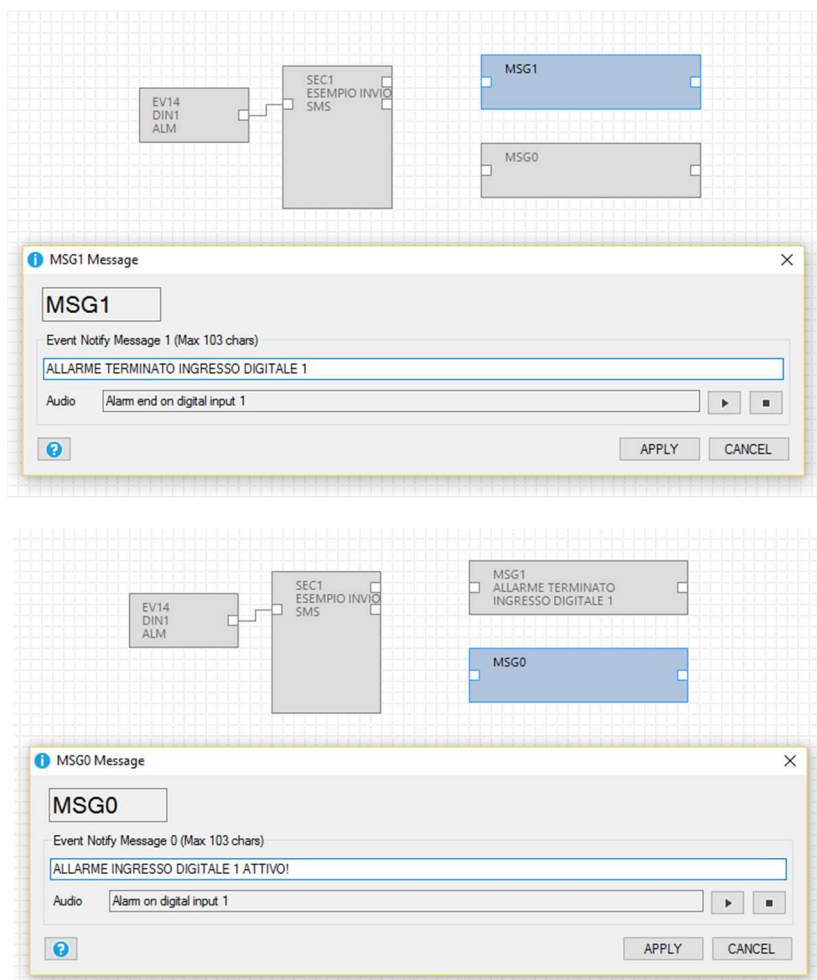 EV14
DIN1
ALM
SEC1
ESEMPIO INVIO
SMS
MSG1
MSG0
MSG1 Message
MSG1
Event Notify Message 1 (Max 103 chars)
ALLARME TERMINATO INGRESSO DIGITALE 1
Audio Alarm end on digital input 1
APPLY CANCEL
EV14
DIN1
ALM
SEC1
ESEMPIO INVIO
SMS
MSG1
ALLARME TERMINATO
INGRESSO DIGITALE 1
MSG0
MSG0 Message
MSG0
Event Notify Message 0 (Max 103 chars)
ALLARME INGRESSO DIGITALE 1 ATTIVO!
Audio Alarm on digital input 1
APPLY CANCEL